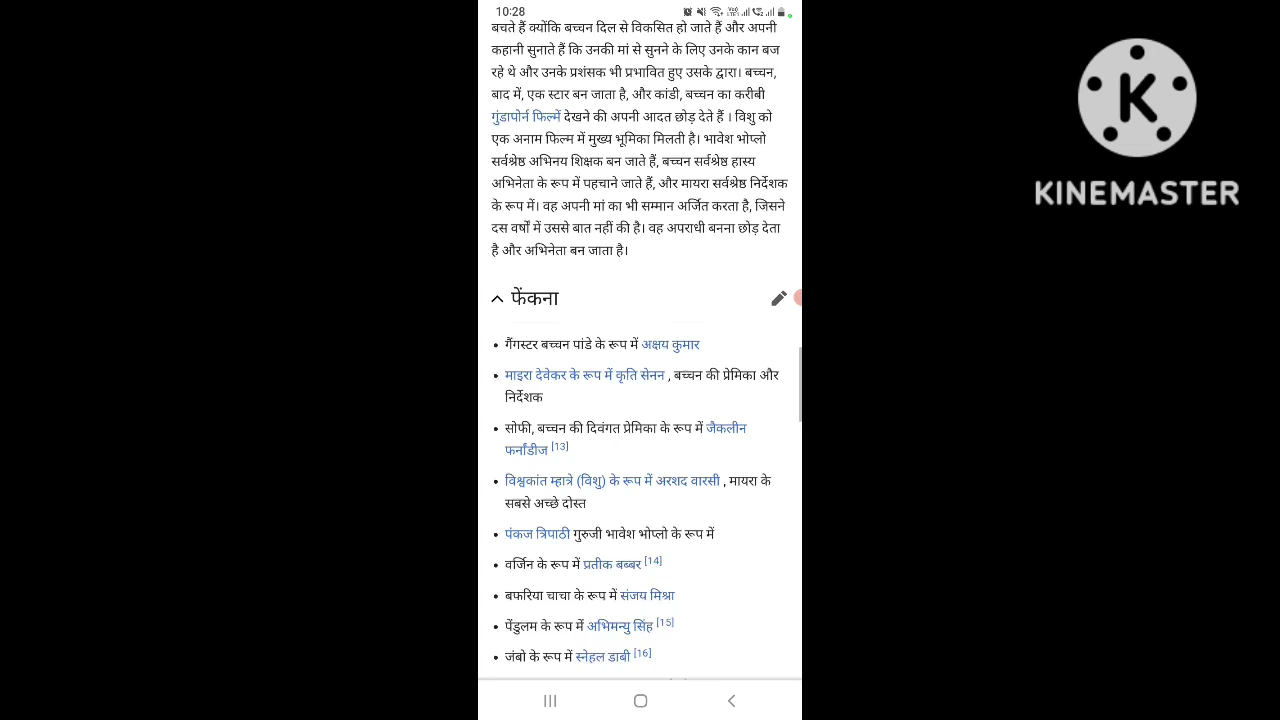 10:28
बचते हैं क्योंकि बच्चन दिल से विकसित हो जाते हैं और अपनी
कहानी सुनाते हैं कि उनकी मां से सुनने के लिए उनके कान बज
रहे थे और उनके प्रशंसक भी प्रभावित हुए उसके द्वारा। बच्चन,
बाद में, एक स्टार बन जाता है, और कांडी, बच्चन का करीबी
गुंडापोर्न फिल्में देखने की अपनी आदत छोड़ देते हैं । विशु को
एक अनाम फिल्म में मुख्य भूमिका मिलती है। भावेश भोप्लो
सर्वश्रेष्ठ अभिनय शिक्षक बन जाते हैं, बच्चन सर्वश्रेष्ठ हास्य
अभिनेता के रूप में पहचाने जाते हैं, और मायरा सर्वश्रेष्ठ निर्देशक
के रूप में। वह अपनी मां का भी सम्मान अर्जित करता है, जिसने
दस वर्षों में उससे बात नहीं की है। वह अपराधी बनना छोड़ देता
है और अभिनेता बन जाता है।
फेंकना
• गैंगस्टर बच्चन पांडे के रूप में अक्षय कुमार
• माइरा देवेकर के रूप में कृति सेनन , बच्चन की प्रेमिका और
निर्देशक
• सोफी, बच्चन की दिवंगत प्रेमिका के रूप में जैकलीन
फर्नांडीज [13]
• विश्वकांत म्हात्रे (विशु) के रूप में अरशद वारसी , मायरा के
सबसे अच्छे दोस्त
• पंकज त्रिपाठी गुरुजी भावेश भोप्लो के रूप में
• वर्जिन के रूप में प्रतीक बब्बर [14]
• बफरिया चाचा के रूप में संजय मिश्रा
• पेंडुलम के रूप में अभिमन्यु सिंह [15]
• जंबो के रूप में स्नेहल डाबी [16]
K
KINEMASTER